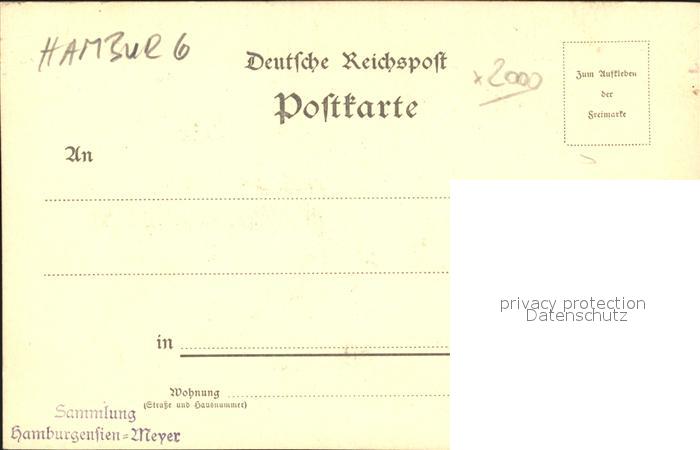 HAMBURG
Deutsche Reichspost
Postkarte
x 2000
Zum Aufkleben
der
Freimarke
An
privacy protection
Datenschutz
in
Wohnung
(Straße und Hausnummer)
Sammlung
Hamburgensien=Meyer